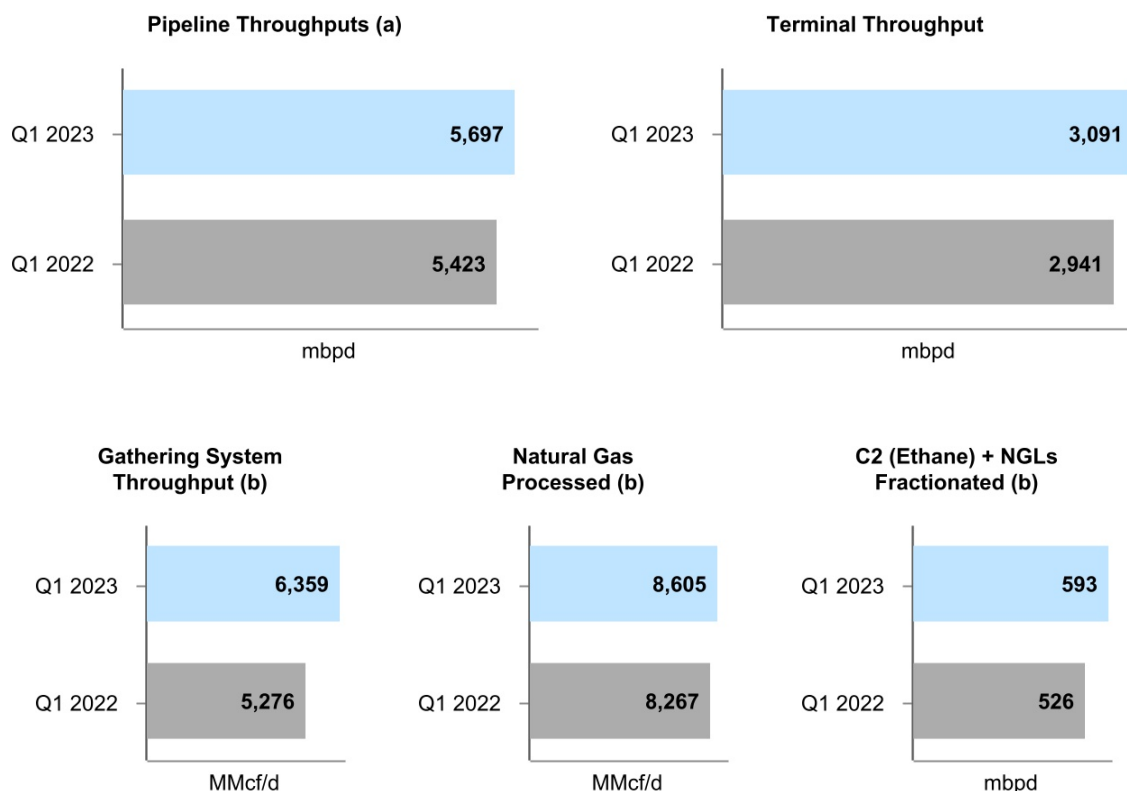 Pipeline Throughputs (a)
Q1 2023
5,697
Q1 2022
5,423
mbpd
Terminal Throughput
Q1 2023
3,091
Q1 2022
2,941
mbpd
Gathering System
Throughput (b)
Q1 2023
6,359
Q1 2022
5,276
MMcf/d
Natural Gas
Processed (b)
Q1 2023
8,605
Q1 2022
8,267
MMcf/d
C2 (Ethane) + NGLs
Fractionated (b)
Q1 2023
593
Q1 2022
526
mbpd